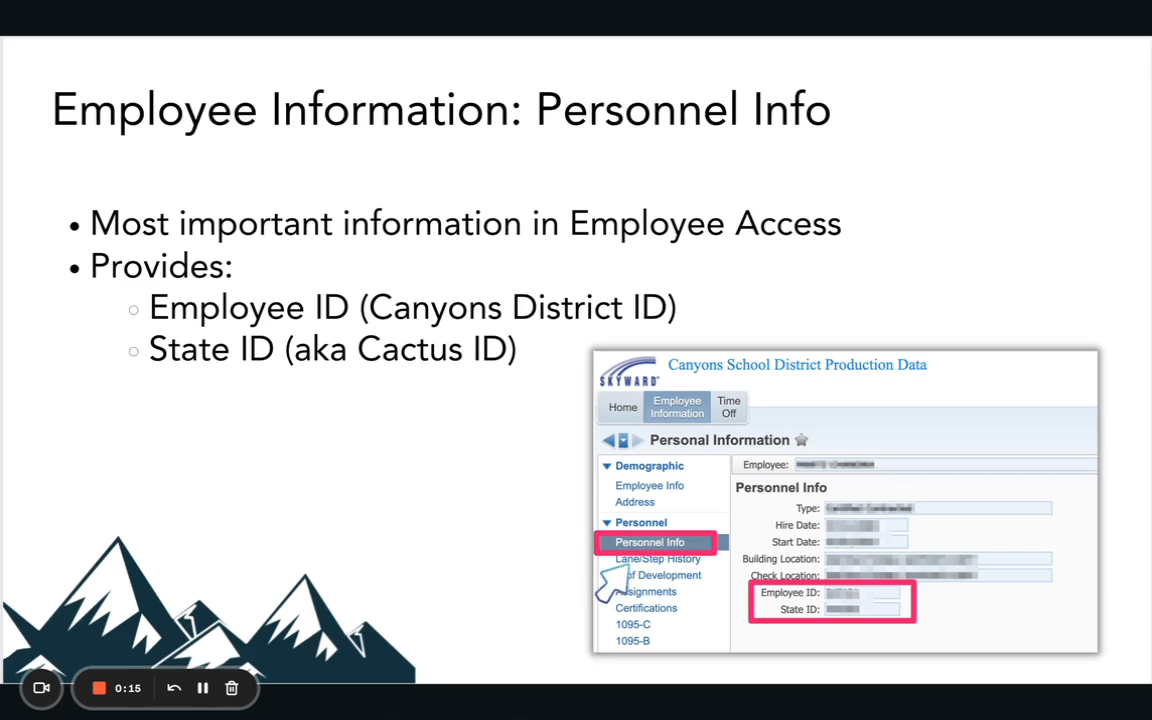 Employee Information: Personnel Info
• Most important information in Employee Access
• Provides:
○ Employee ID (Canyons District ID)
○ State ID (aka Cactus ID)
SKYWARD
Canyons School District Production Data
Home
Employee Information
Time Off
Personal Information
Demographic
Employee Info
Address
Personnel
Personnel Info
Lane/Step History
of Development
Assignments
Certifications
1095-C
1095-B
Employee:
Personnel Info
Type:
Hire Date:
Start Date:
Building Location:
Check Location:
Employee ID:
State ID:
0:15